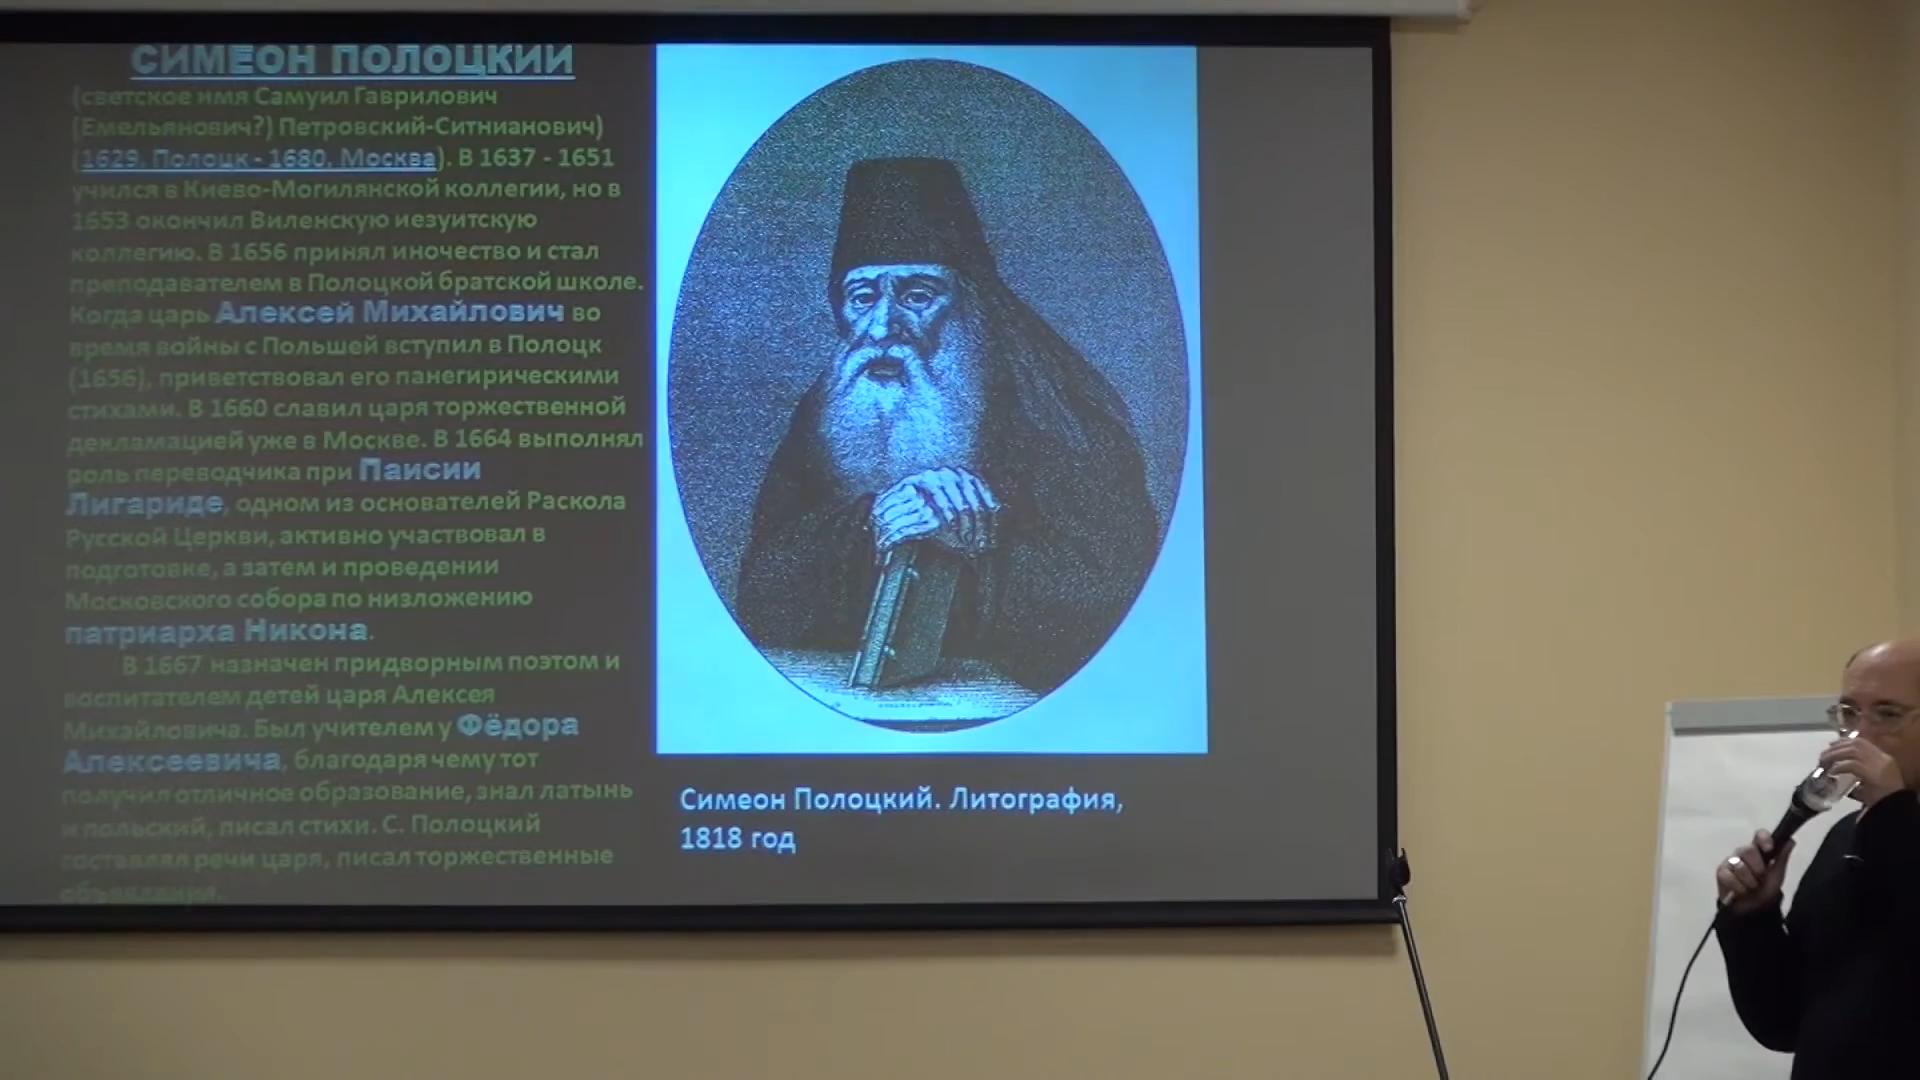 СИМЕОН ПОЛОЦКИЙ
(светское имя Самуил Гаврилович
(Емельянович?) Петровский-Ситнианович)
(1629, Полоцк - 1680, Москва). В 1637 - 1651
учился в Киево-Могилянской коллегии, но в
1653 окончил Виленскую иезуитскую
коллегию. В 1656 принял иночество и стал
преподавателем в Полоцкой братской школе.
Когда царь Алексей Михайлович во
время войны с Польшей вступил в Полоцк
(1656), приветствовал его панегирическими
стихами. В 1660 славил царя торжественной
декламацией уже в Москве. В 1664 выполнял
роль переводчика при Паисии
Лигариде, одном из основателей Раскола
Русской Церкви, активно участвовал в
подготовке, а затем и проведении
Московского собора по низложению
патриарха Никона.
В 1667 назначен придворным поэтом и
воспитателем детей царя Алексея
Михайловича. Был учителем у Фёдора
Алексеевича, благодаря чему тот
получил отличное образование, знал латынь
и польский, писал стихи. С. Полоцкий
составлял речи царя, писал торжественные
Симеон Полоцкий. Литография,
1818 год